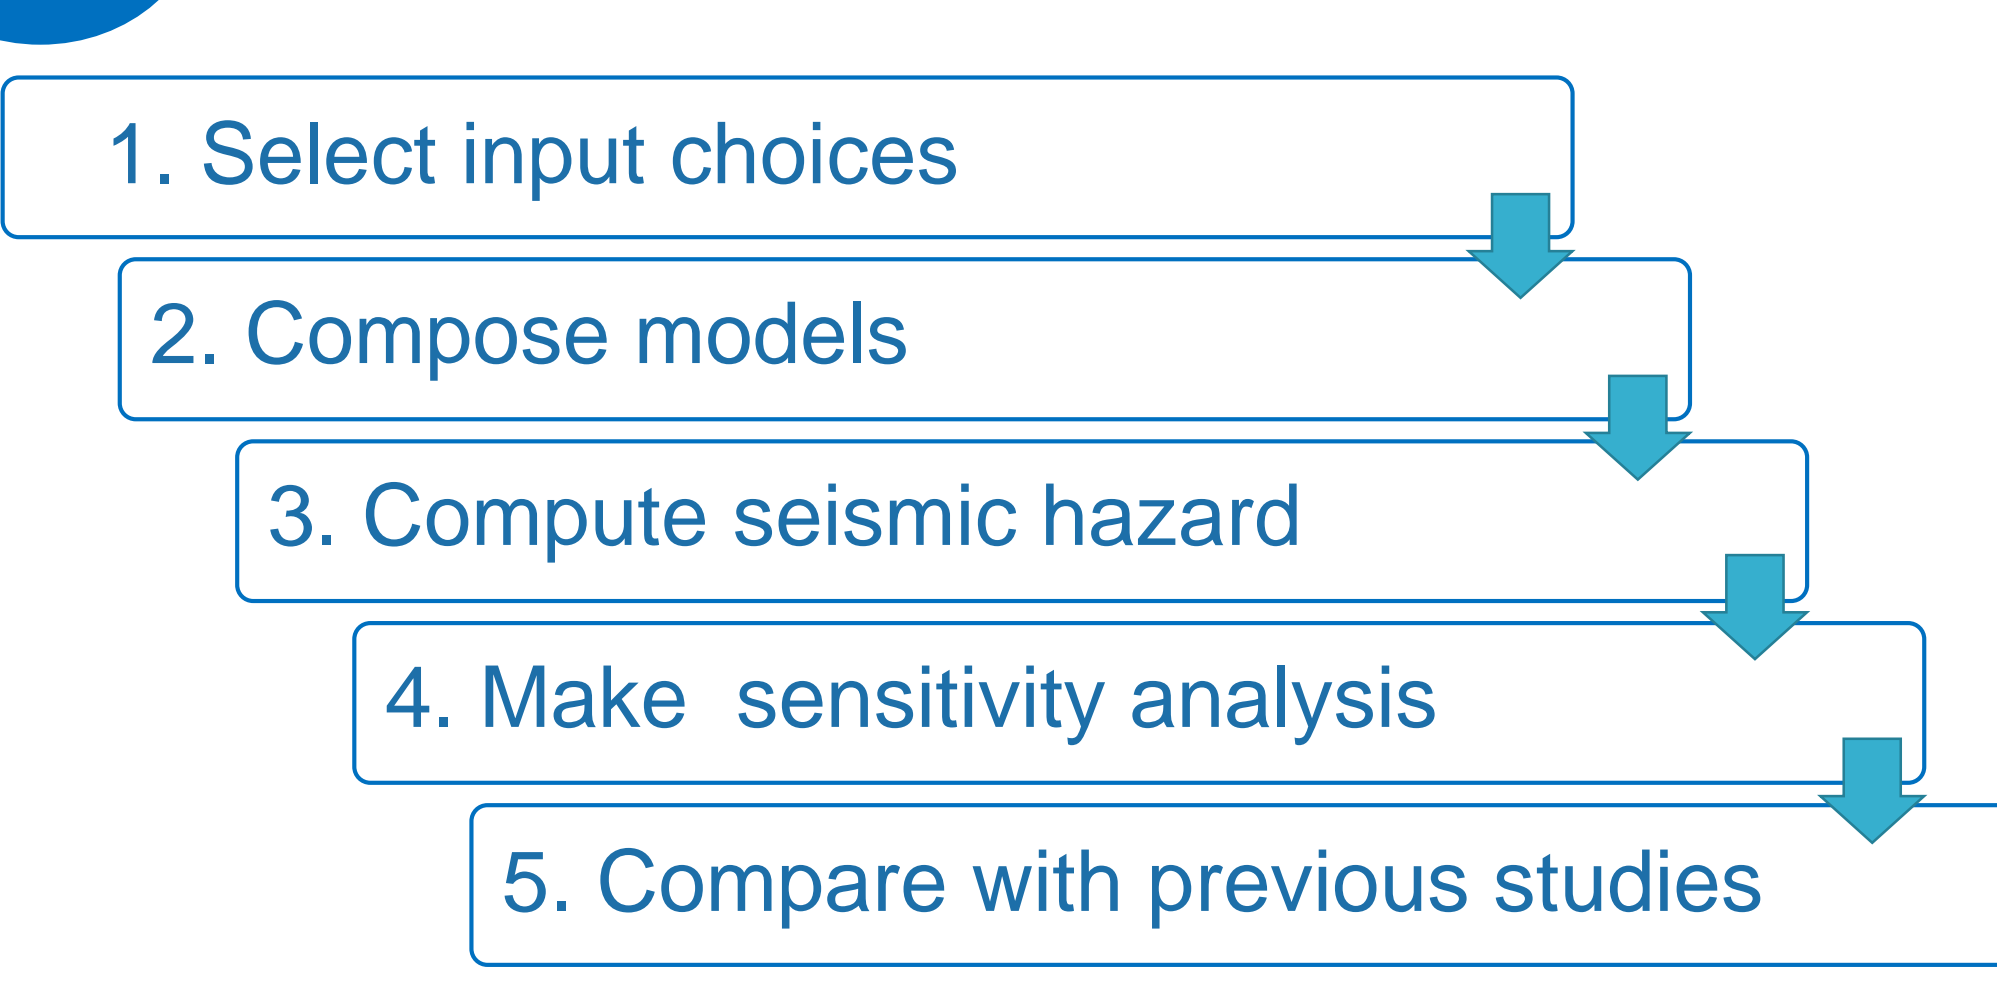 1. Select input choices
2. Compose models
3. Compute seismic hazard
4. Make  sensitivity analysis
5. Compare with previous studies